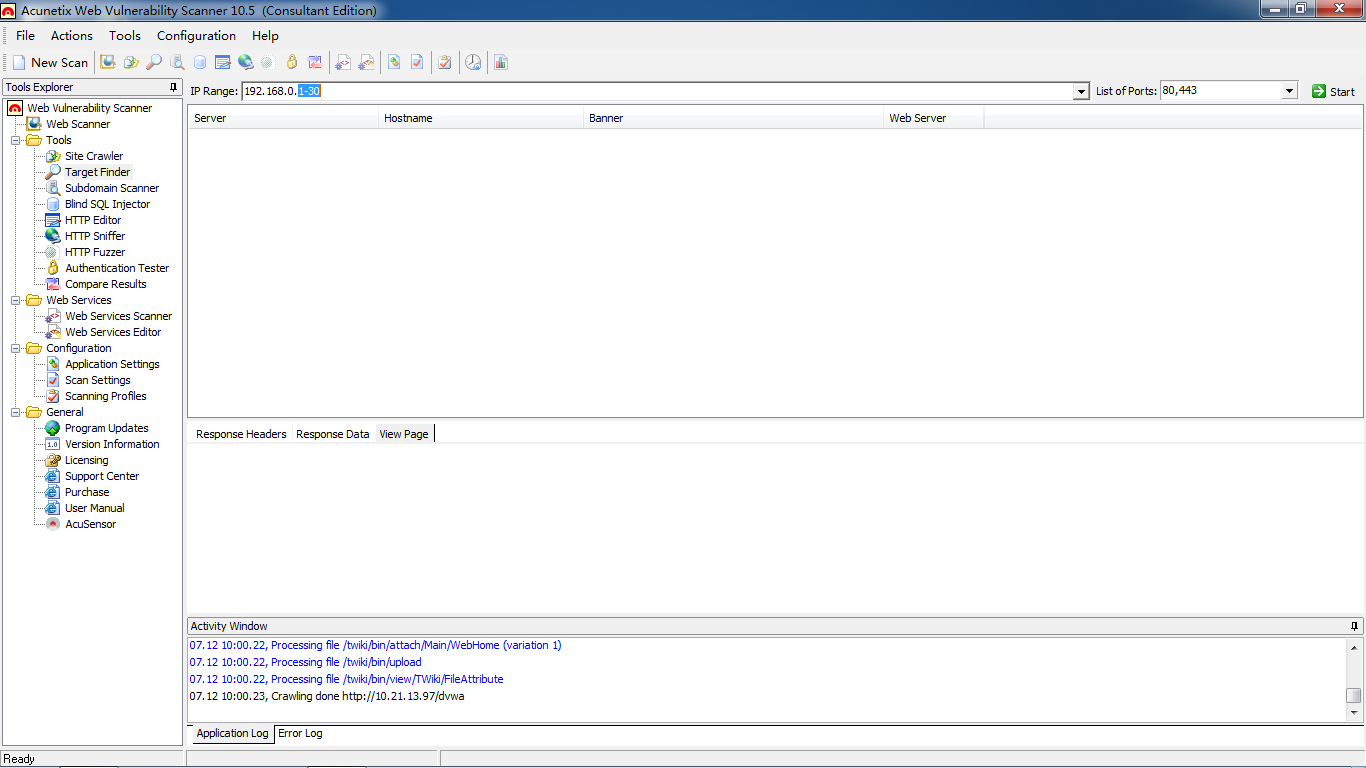 Acunetix Web Vulnerability Scanner 10.5 (Consultant Edition)
File Actions Tools Configuration Help
New Scan
Tools Explorer
IP Range: 192.168.0.1-30 List of Ports: 80,443 Start
Web Vulnerability Scanner
Web Scanner
Tools
Site Crawler
Target Finder
Subdomain Scanner
Blind SQL Injector
HTTP Editor
HTTP Sniffer
HTTP Fuzzer
Authentication Tester
Compare Results
Web Services
Web Services Scanner
Web Services Editor
Configuration
Application Settings
Scan Settings
Scanning Profiles
General
Program Updates
1.0 Version Information
Licensing
Support Center
Purchase
User Manual
AcuSensor
Server Hostname Banner Web Server
Response Headers Response Data View Page
Activity Window
07.12 10:00.22, Processing file /twiki/bin/attach/Main/WebHome (variation 1)
07.12 10:00.22, Processing file /twiki/bin/upload
07.12 10:00.22, Processing file /twiki/bin/view/TWiki/FileAttribute
07.12 10:00.23, Crawling done http://10.21.13.97/dvwa
Application Log Error Log
Ready